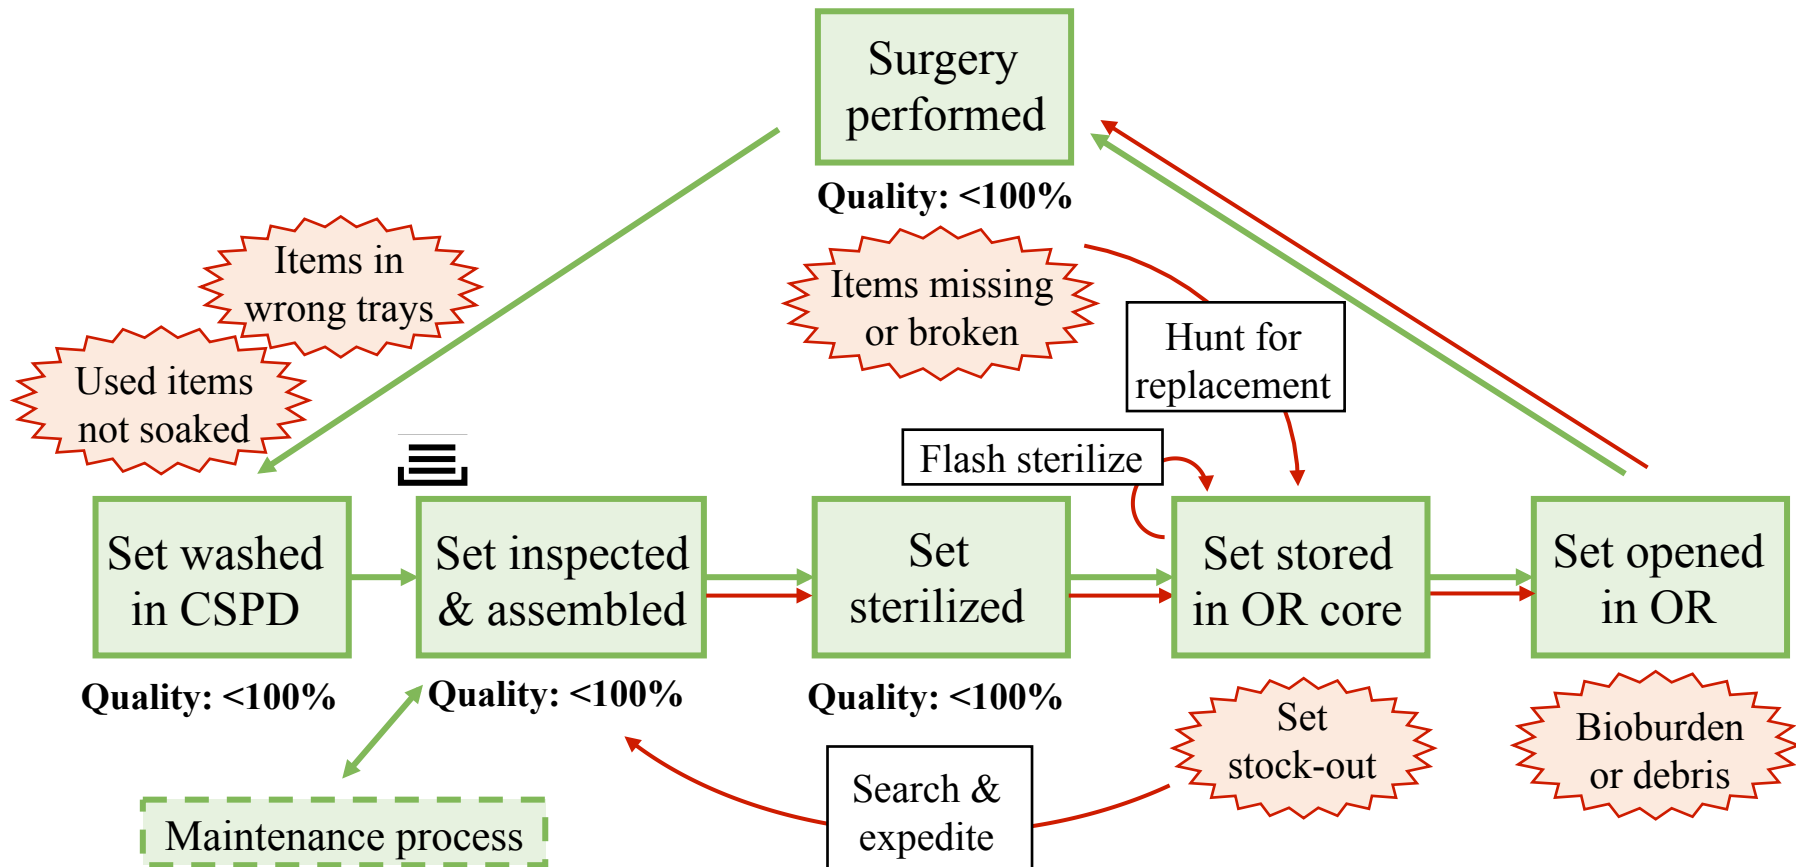 Surgery
performed
Quality: <100%
Items in
wrong trays
Items missing
or broken
Hunt for
replacement
Used items
not soaked
Flash sterilize
Set washed
in CSPD
Set inspected
& assembled
Set
sterilized
Set stored
in OR core
Set opened
in OR
Quality: <100%
Quality: <100%
Quality: <100%
Set
stock-out
Bioburden
or debris
Search &
expedite
Maintenance process